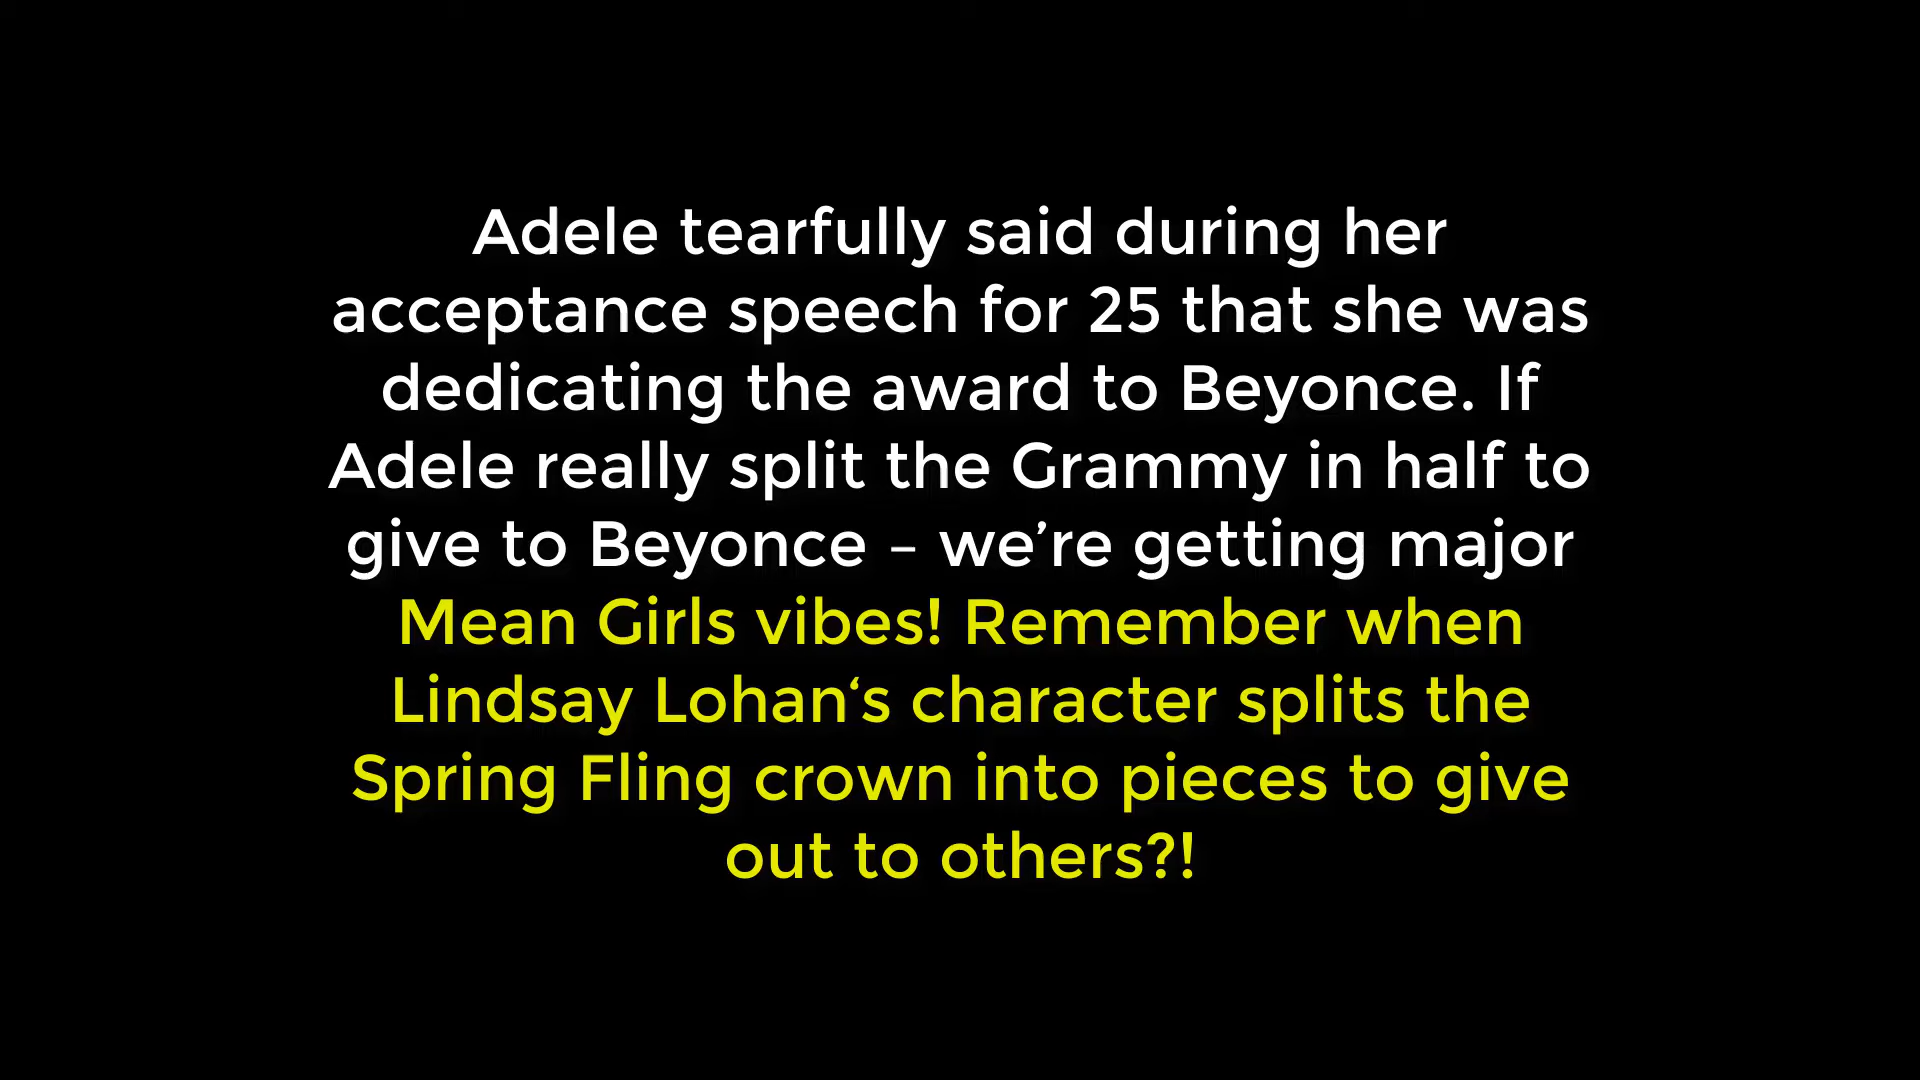 Adele tearfully said during her
acceptance speech for 25 that she was
dedicating the award to Beyonce. If
Adele really split the Grammy in half to
give to Beyonce – we’re getting major
Mean Girls vibes! Remember when
Lindsay Lohan‘s character splits the
Spring Fling crown into pieces to give
out to others?!